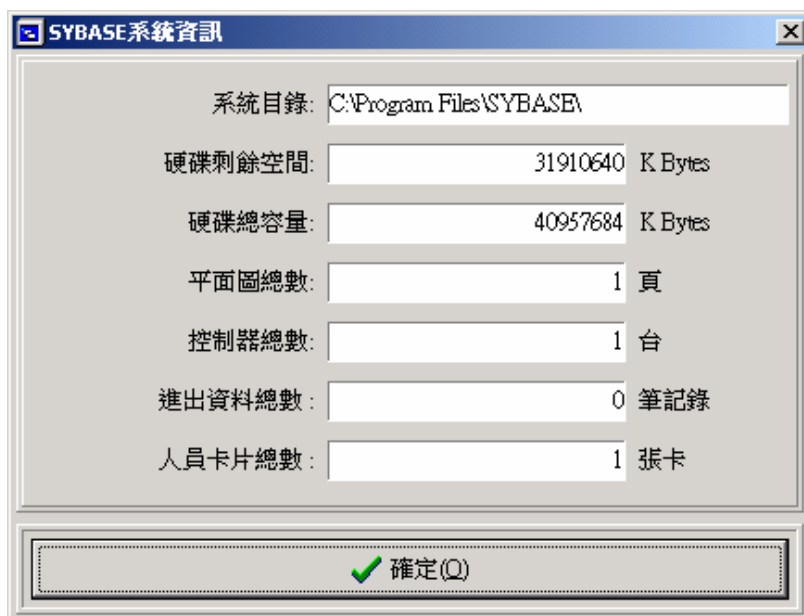 SYBASE系統資訊
系統目錄: C:\Program Files\SYBASE\
硬碟剩餘空間: 31910640 K Bytes
硬碟總容量: 40957684 K Bytes
平面圖總數: 1 頁
控制器總數: 1 台
進出資料總數: 0 筆記錄
人員卡片總數: 1 張卡
確定(O)